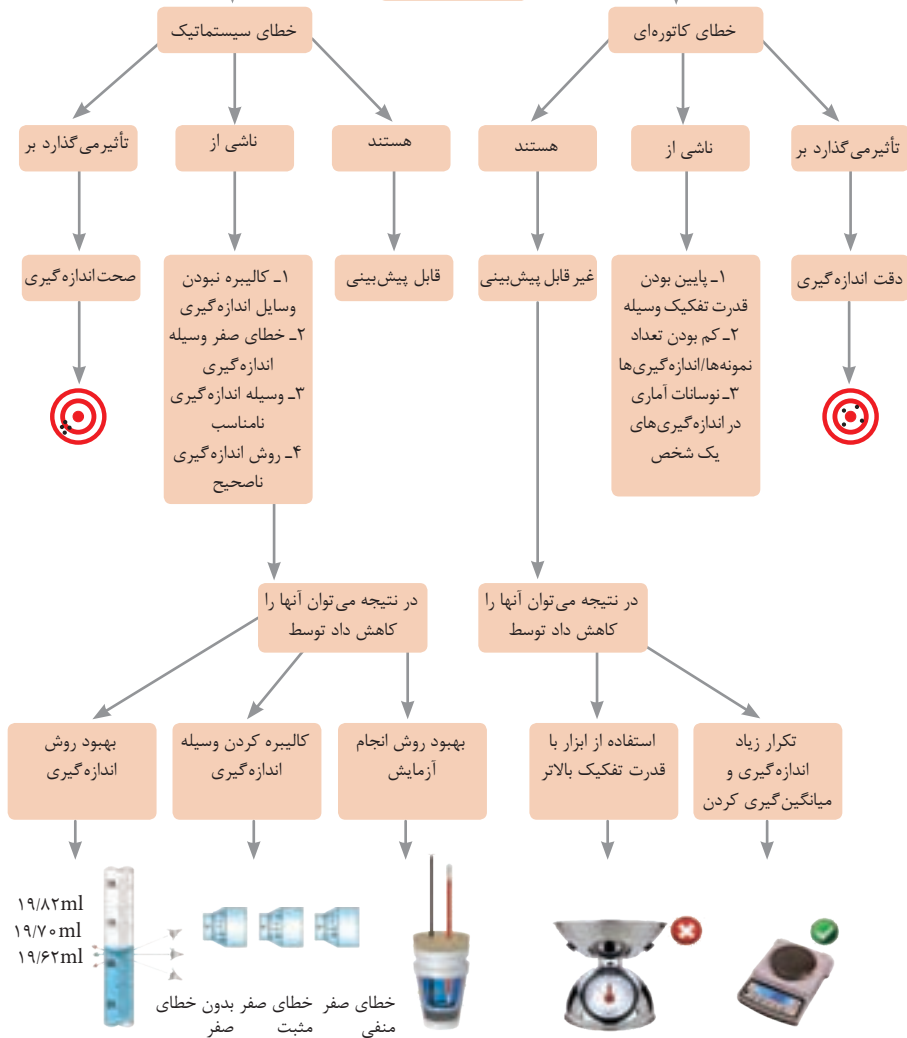 خطای کاتوره‌ای
خطای سیستماتیک
تأثیرمی‌گذارد بر
ناشی از
هستند
هستند
ناشی از
تأثیرمی‌گذارد بر
دقت اندازه‌گیری
۱ـ پایین بودن
قدرت تفکیک وسیله
۲ـ کم بودن تعداد
نمونه‌ها/اندازه‌گیری‌ها
۳ـ نوسانات آماری
در اندازه‌گیری‌های
یک شخص
غیر قابل پیش‌بینی
قابل پیش‌بینی
۱ـ کالیبره نبودن
وسایل اندازه‌گیری
۲ـ خطای صفر وسیله
اندازه‌گیری
۳ـ وسیله اندازه‌گیری
نامناسب
۴ـ روش اندازه‌گیری
ناصحیح
صحت‌اندازه‌گیری
در نتیجه می‌توان آنها را
کاهش داد توسط
در نتیجه می‌توان آنها را
کاهش داد توسط
تکرار زیاد
اندازه‌گیری و
میانگین‌گیری کردن
استفاده از ابزار با
قدرت تفکیک بالاتر
بهبود روش انجام
آزمایش
کالیبره کردن وسیله
اندازه‌گیری
بهبود روش
اندازه‌گیری
۱۹/۸۲ml
۱۹/۷۰ml
۱۹/۶۲ml
خطای صفر
منفی
خطای صفر
مثبت
بدون خطای
صفر